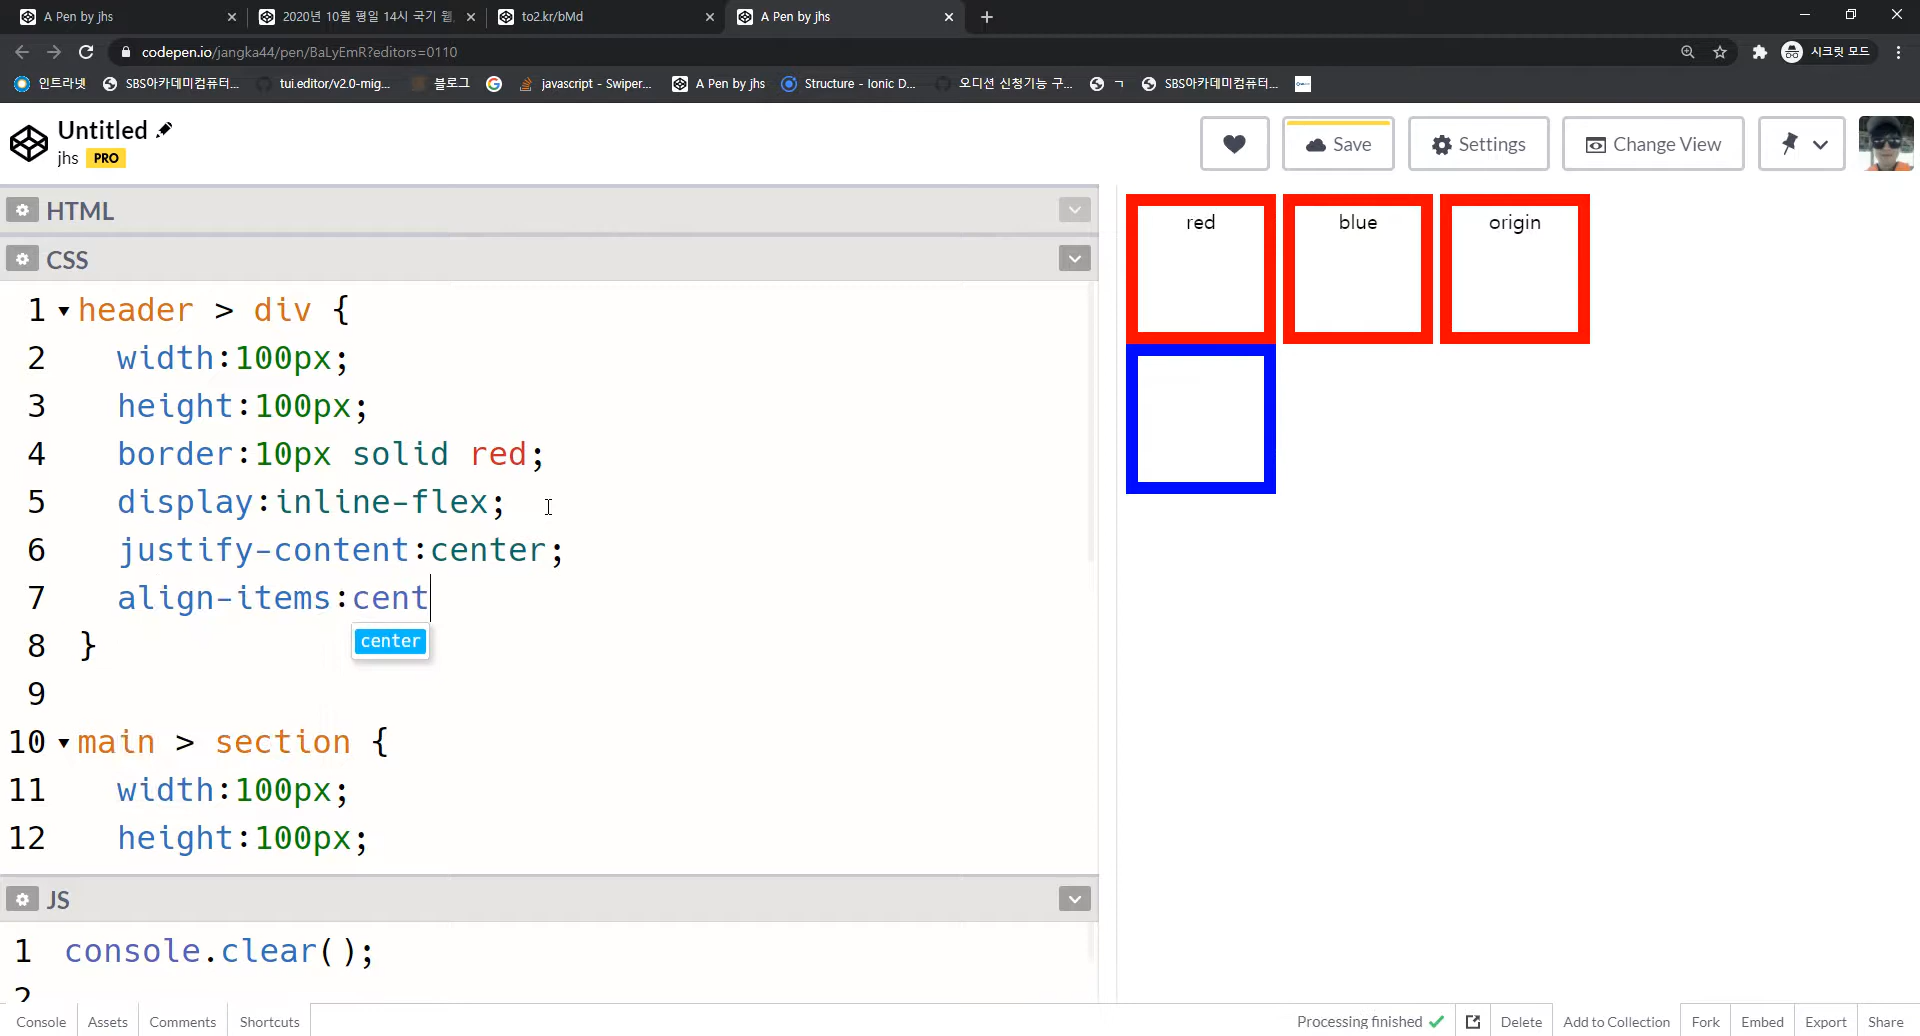 A Pen by jhs
2020년 10월 평일 14시 국기 웹
to2.kr/bMd
A Pen by jhs
codepen.io/jangka44/pen/BaLyEmR?editors=0110
시크릿 모드
인트라넷
SBS아카데미컴퓨터...
tui.editor/v2.0-mig...
블로그
javascript - Swiper...
A Pen by jhs
Structure - Ionic D...
오디션 신청기능 구...
ㄱ
SBS아카데미컴퓨터...
Untitled
jhs PRO
Save
Settings
Change View
HTML
CSS
1 header > div {
2 width:100px;
3 height:100px;
4 border:10px solid red;
5 display:inline-flex;
6 justify-content:center;
7 align-items:cent
center
8 }
9
10 main > section {
11 width:100px;
12 height:100px;
JS
1 console.clear();
2
red
blue
origin
Console
Assets
Comments
Shortcuts
Processing finished
Delete
Add to Collection
Fork
Embed
Export
Share